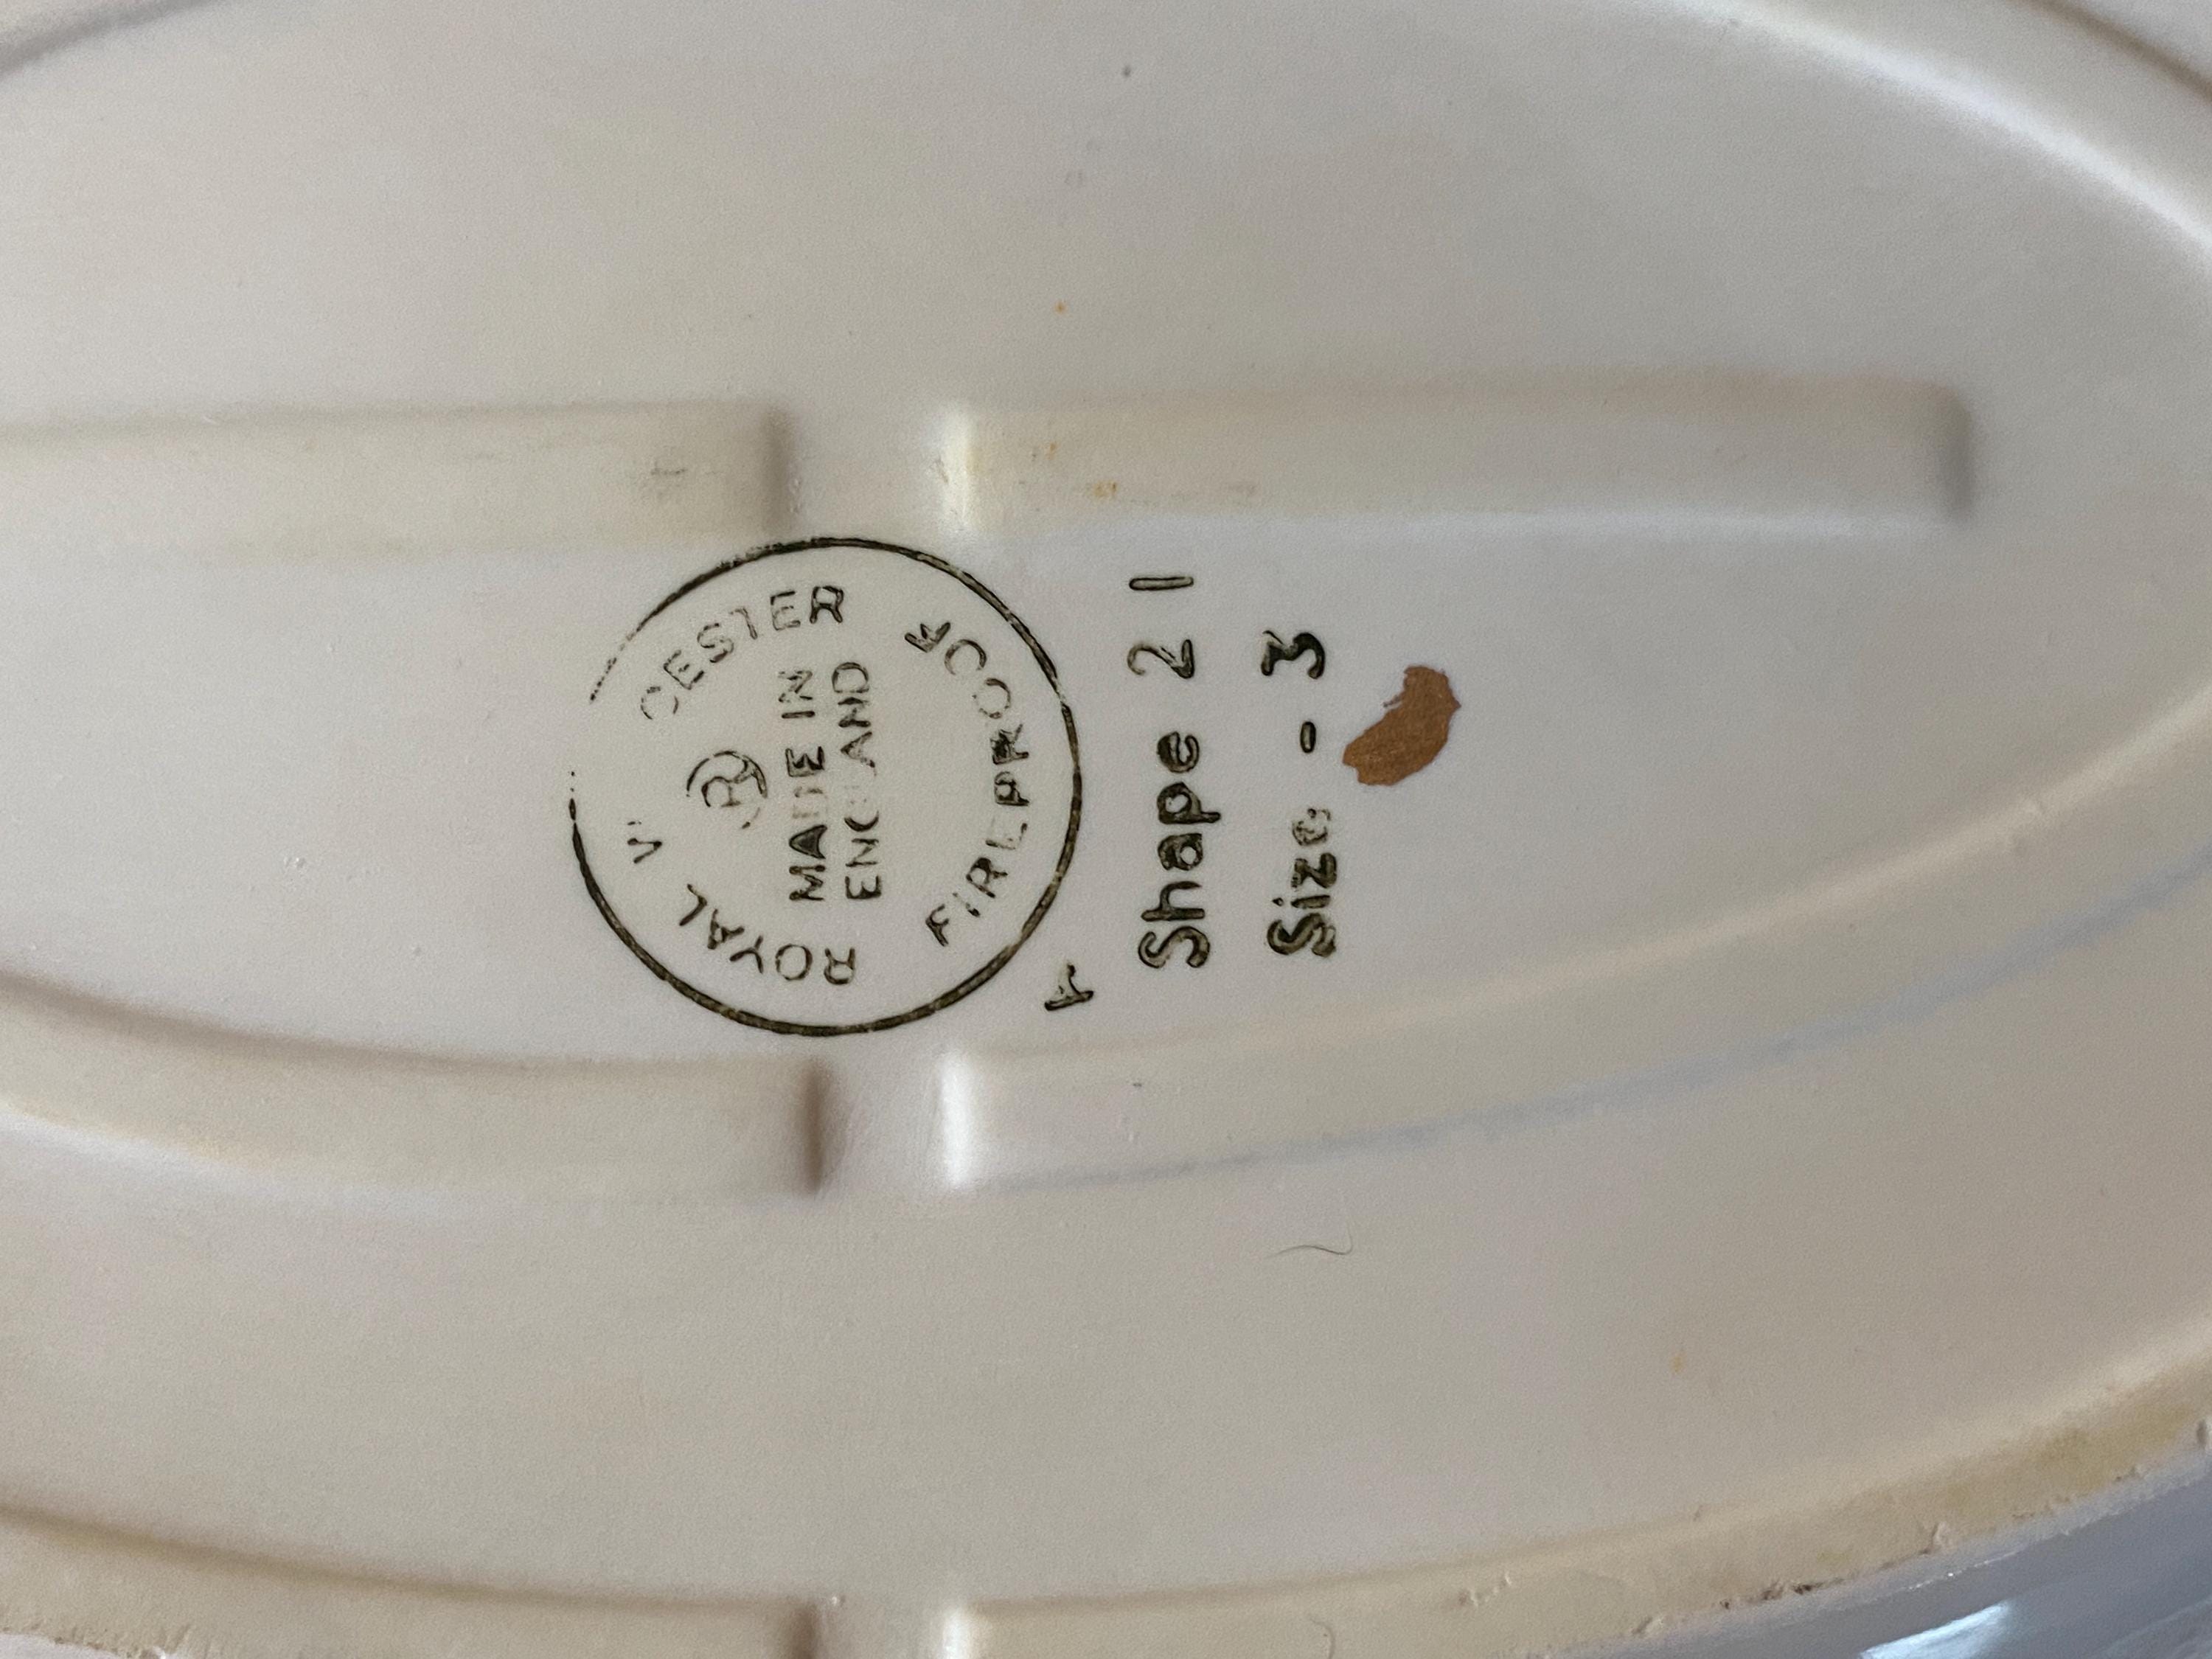 ROYAL W CESTER
®
MADE IN
ENGLAND
FIREPROOF
A
Shape 21
Size - 3